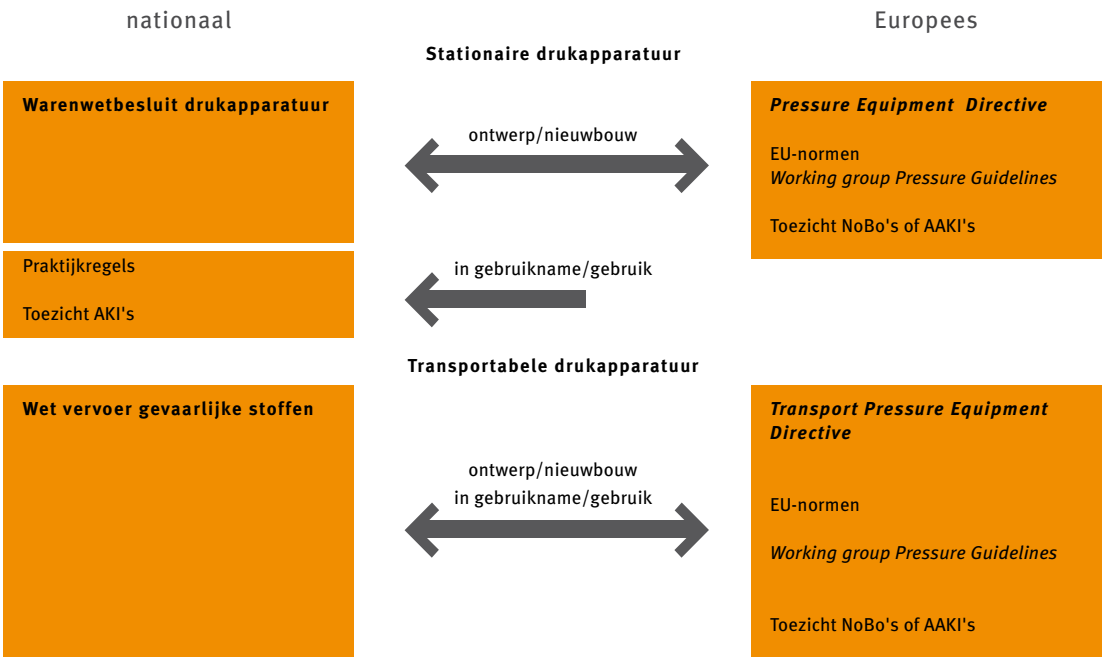 nationaal
Europees
Stationaire drukapparatuur
Warenwetbesluit drukapparatuur
ontwerp/nieuwbouw
Pressure Equipment Directive
EU-normen
Working group Pressure Guidelines
Toezicht NoBo's of AAKI's
Praktijkregels
Toezicht AKI's
in gebruikname/gebruik
Transportabele drukapparatuur
Wet vervoer gevaarlijke stoffen
ontwerp/nieuwbouw
in gebruikname/gebruik
Transport Pressure Equipment
Directive
EU-normen
Working group Pressure Guidelines
Toezicht NoBo's of AAKI's